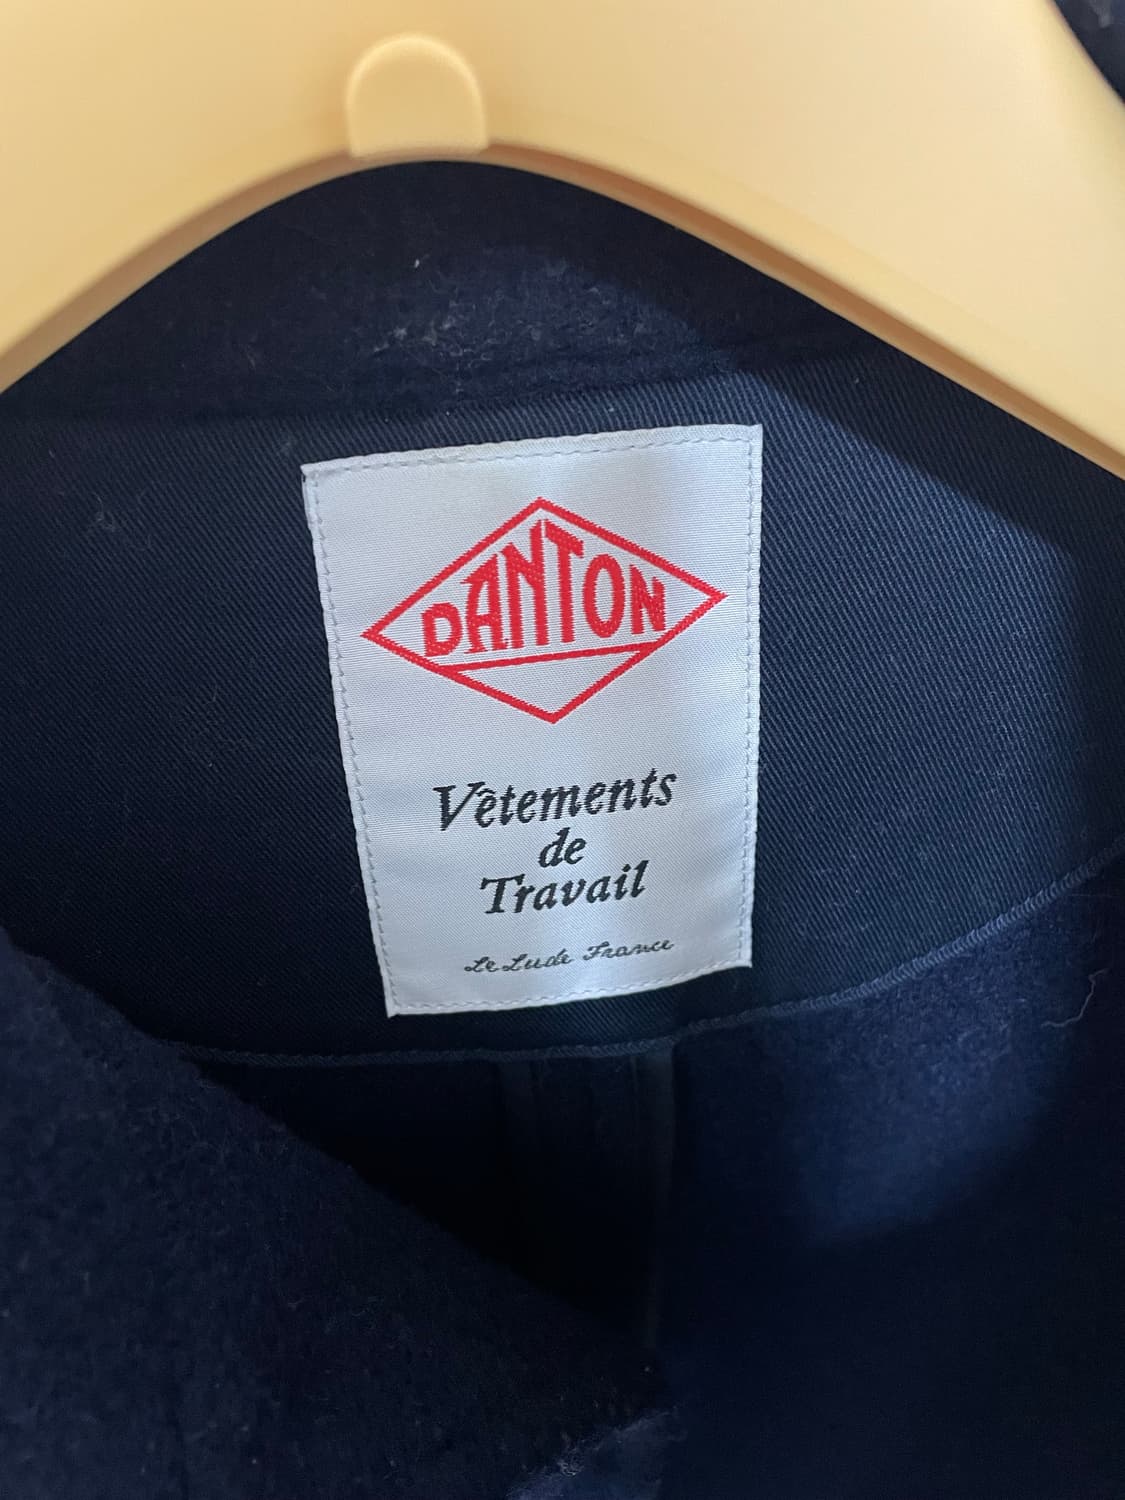 DANTON
Vêtements
de
Travail
Le Lude France